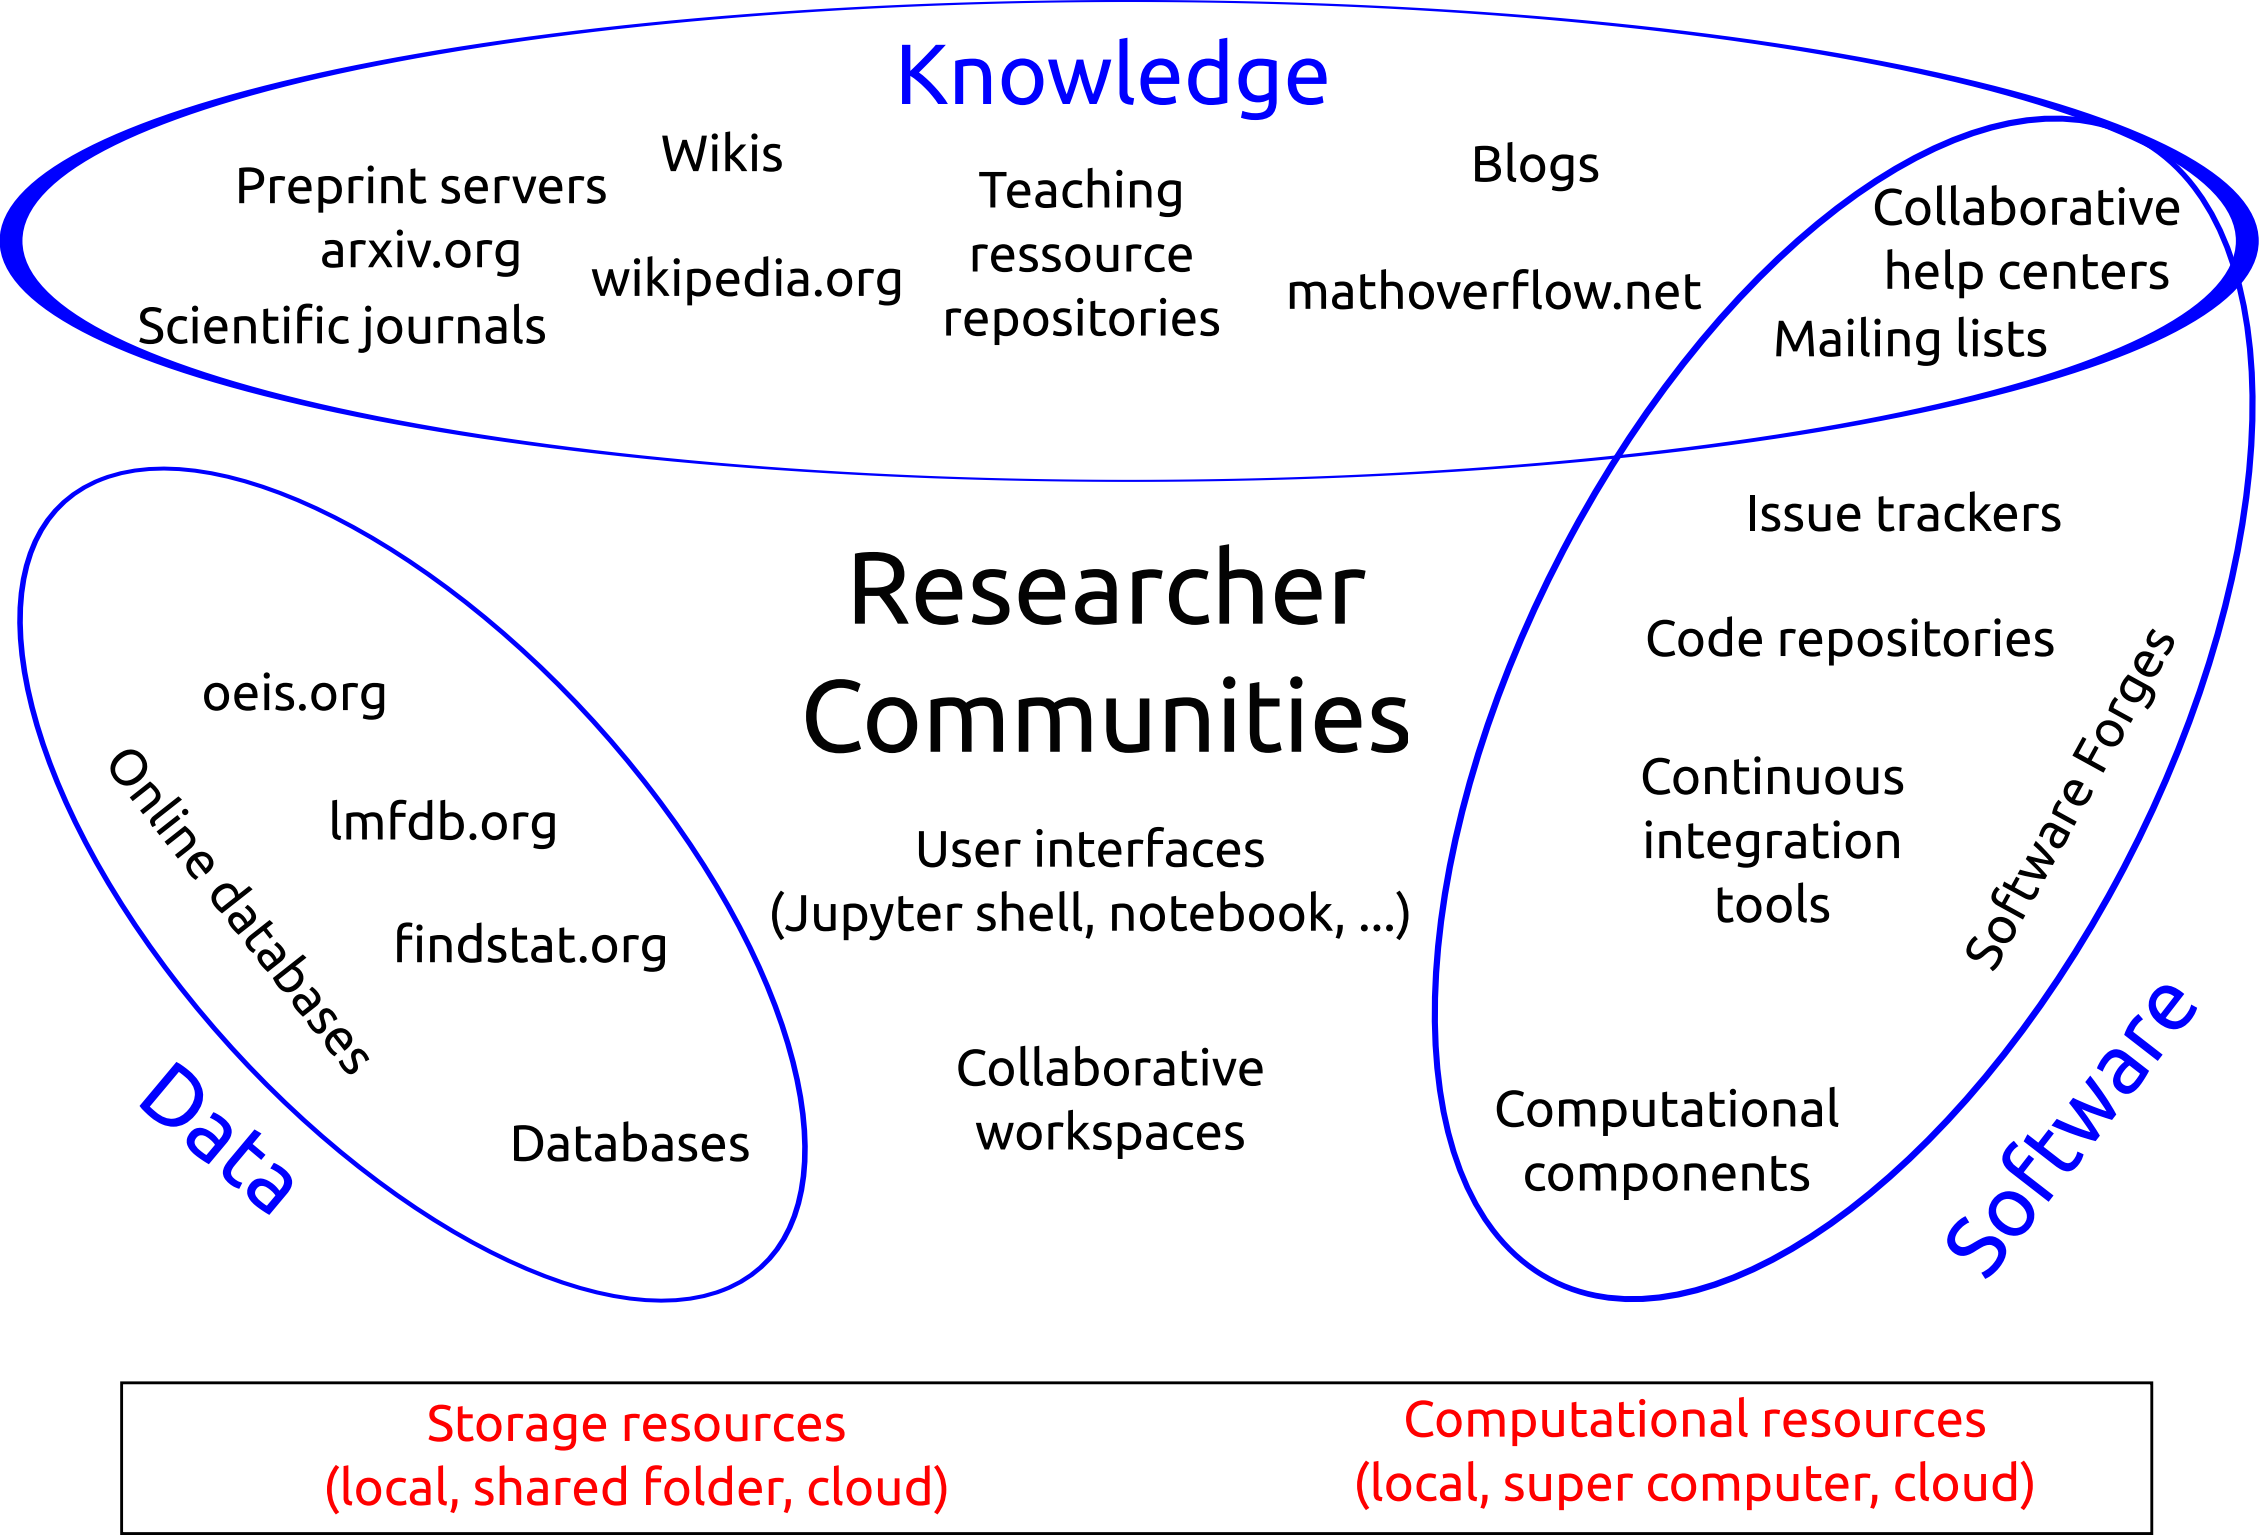 Knowledge
Preprint servers
arxiv.org
Scientific journals
Wikis
wikipedia.org
Teaching
ressource
repositories
Blogs
mathoverflow.net
Collaborative
help centers
Mailing lists
Researcher
Communities
User interfaces
(Jupyter shell, notebook, ...)
Collaborative
workspaces
oeis.org
lmfdb.org
findstat.org
Online databases
Databases
Data
Issue trackers
Code repositories
Continuous
integration
tools
Software Forges
Computational
components
Software
Storage resources
(local, shared folder, cloud)
Computational resources
(local, super computer, cloud)